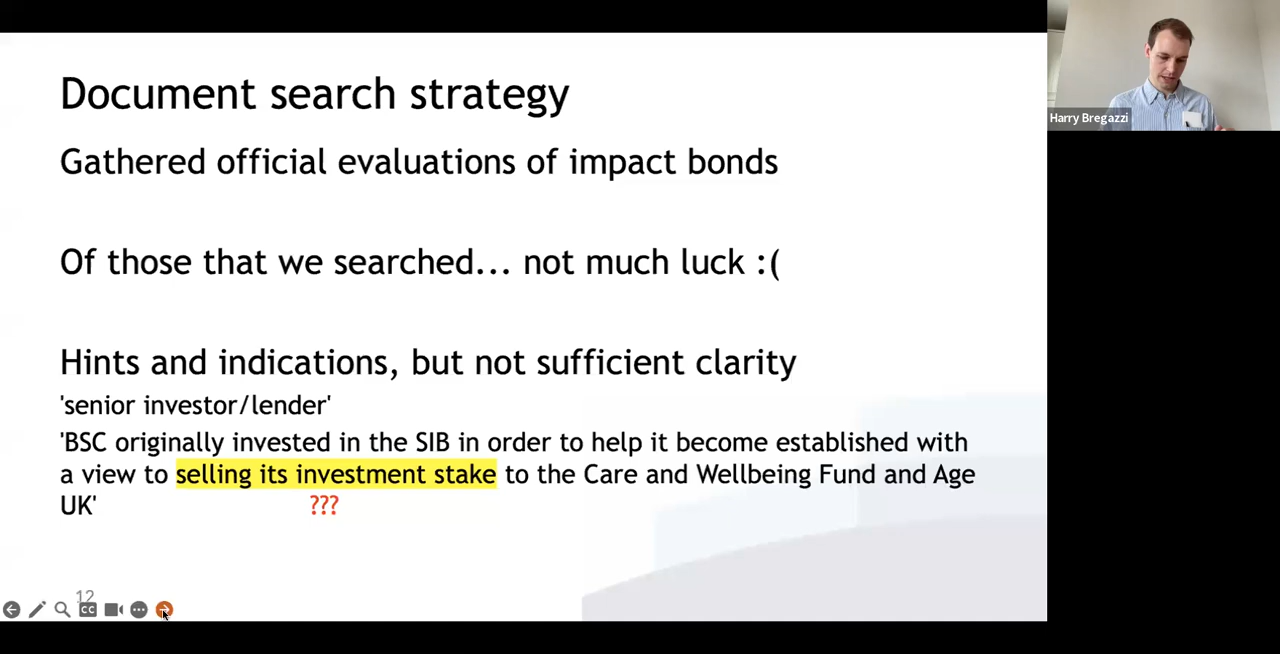 Document search strategy
Gathered official evaluations of impact bonds
Of those that we searched... not much luck :(
Hints and indications, but not sufficient clarity
'senior investor/lender'
'BSC originally invested in the SIB in order to help it become established with
a view to selling its investment stake to the Care and Wellbeing Fund and Age
UK'
???
12
CC
Harry Bregazzi